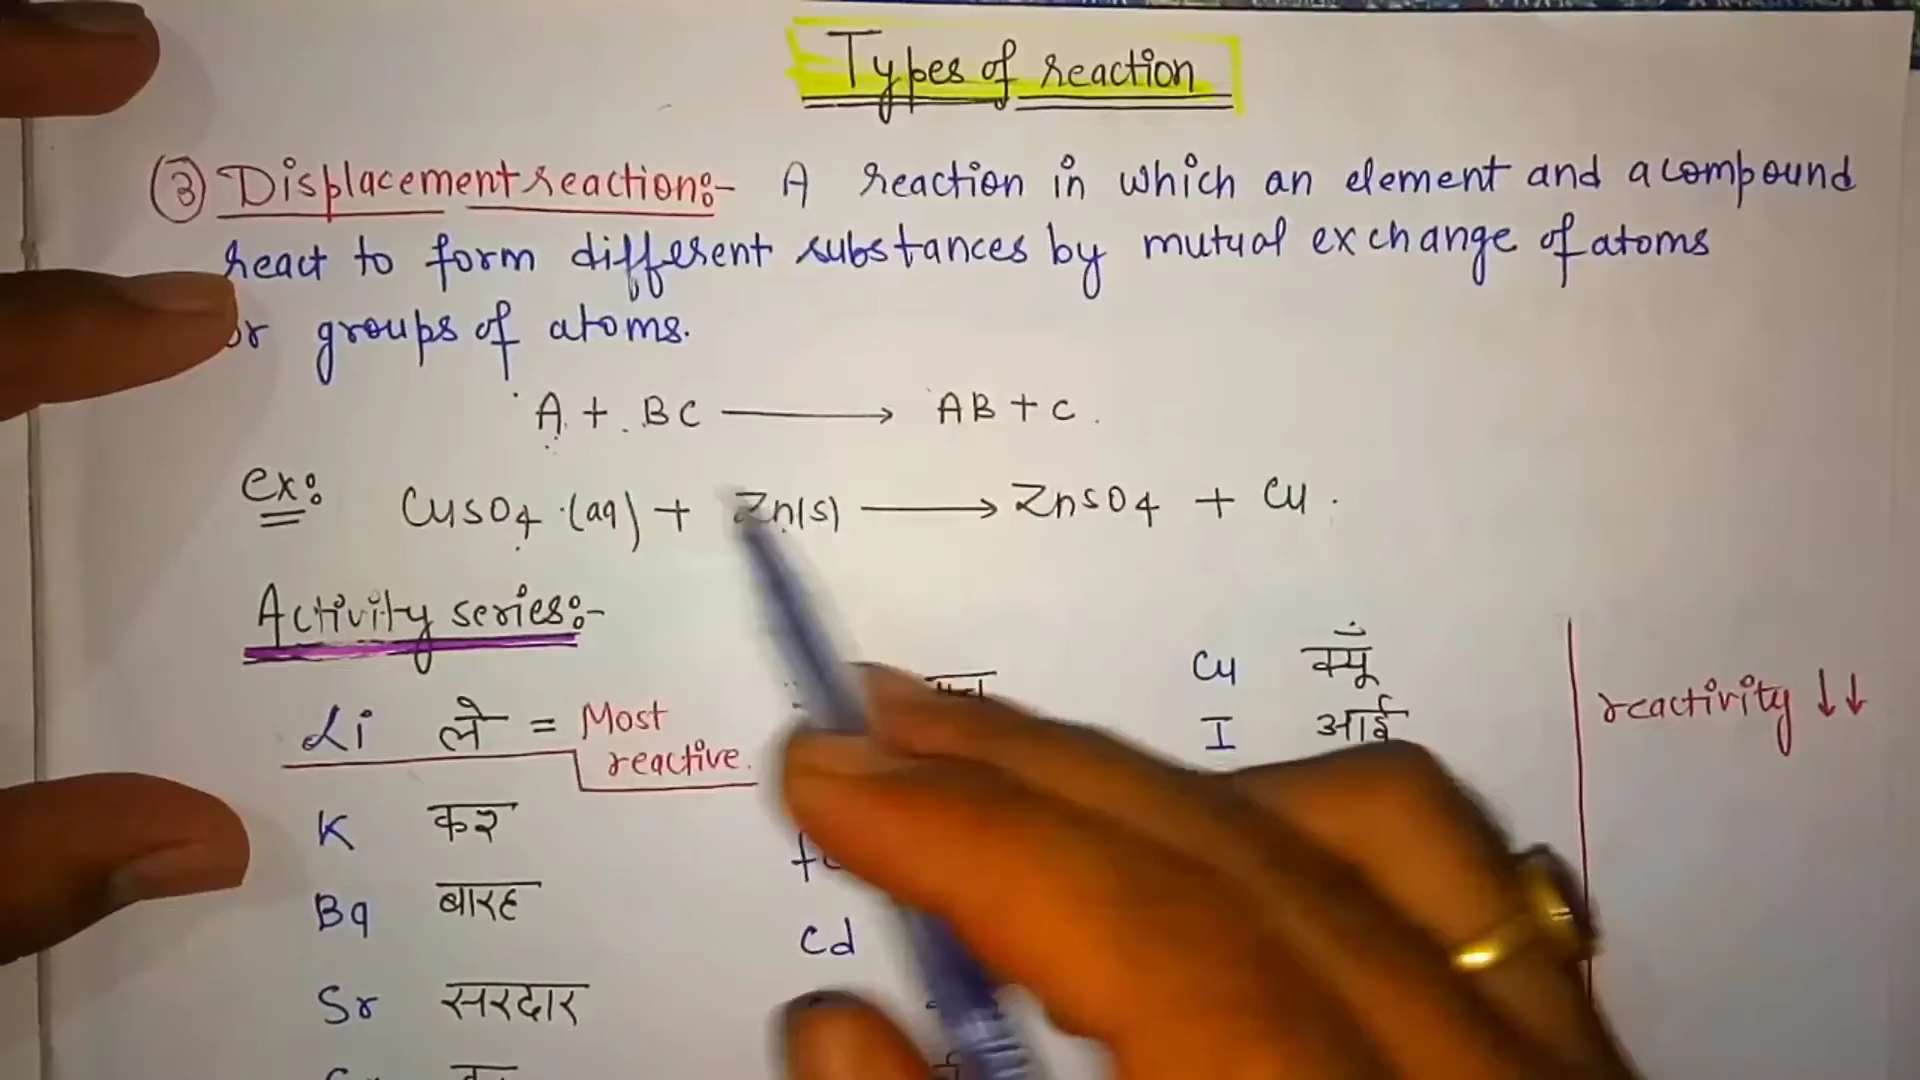 Types of reaction
③ Displacement reaction:- A reaction in which an element and a compound
react to form different substances by mutual exchange of atoms
or groups of atoms.
A + BC ⟶ AB + C.
ex: CuSO4 (aq) + Zn(s) ⟶ ZnSO4 + Cu.
Activity series:-
Li ले = Most reactive.
K कर
Ba बारह
Sr सरदार
Cd
Cu क्यूँ
I आई
reactivity ↓↓